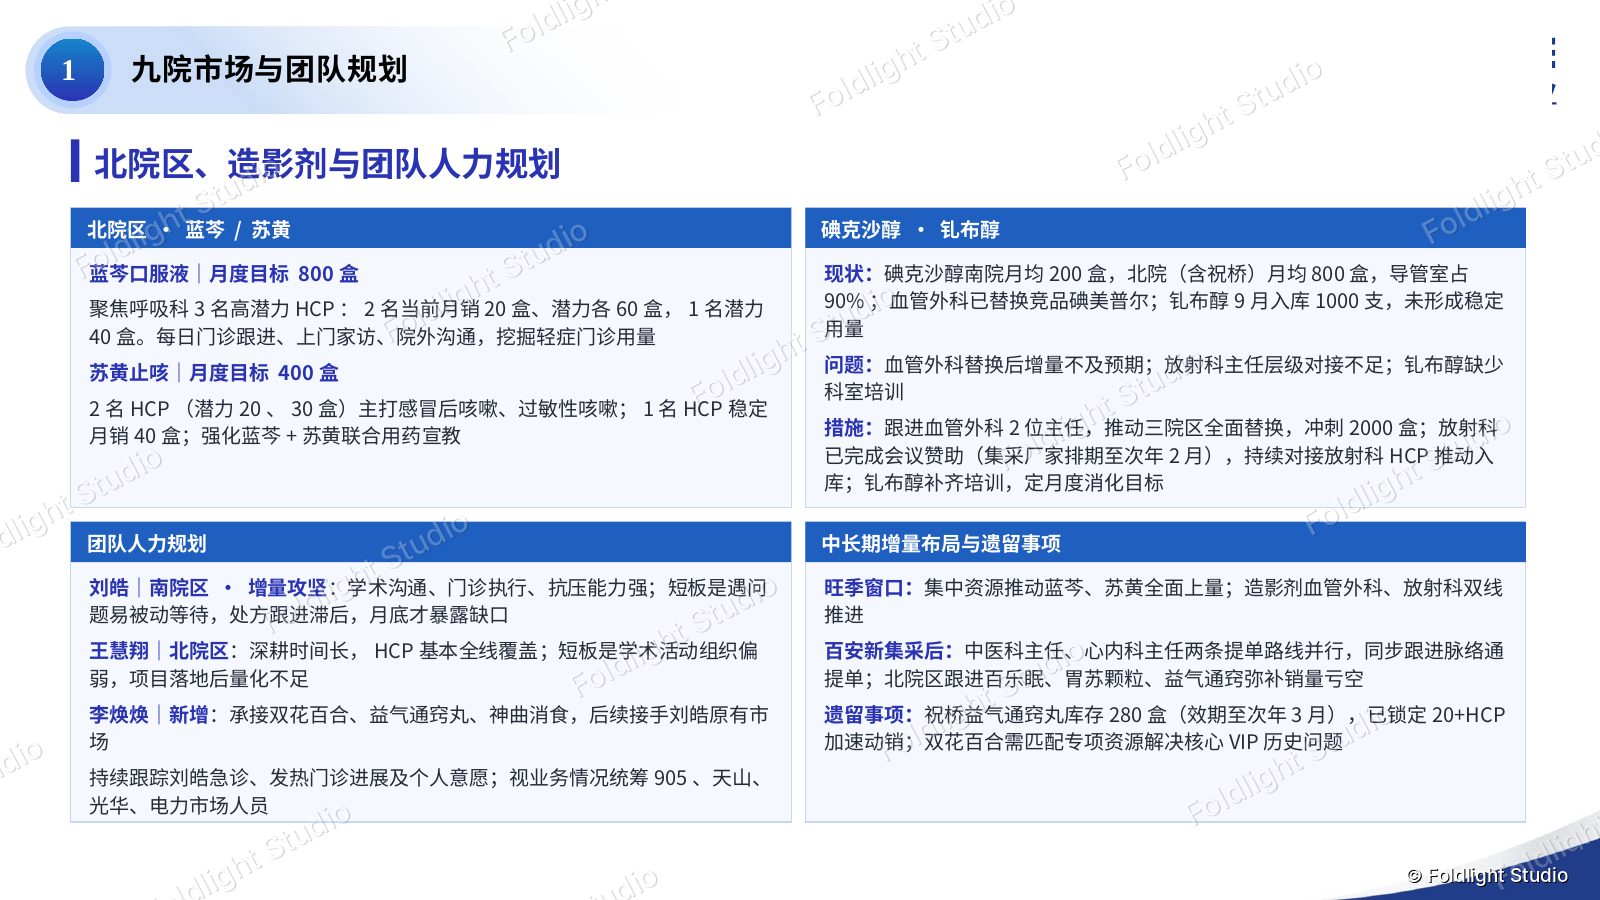 1
九院市场与团队规划
北院区、造影剂与团队人力规划
北院区 • 蓝芩 / 苏黄
蓝芩口服液｜月度目标 800 盒
聚焦呼吸科 3 名高潜力 HCP： 2 名当前月销 20 盒、潜力各 60 盒， 1 名潜力
40 盒。每日门诊跟进、上门家访、院外沟通，挖掘轻症门诊用量
苏黄止咳｜月度目标 400 盒
2 名 HCP （潜力 20 、 30 盒）主打感冒后咳嗽、过敏性咳嗽； 1 名 HCP 稳定
月销 40 盒；强化蓝芩 + 苏黄联合用药宣教
碘克沙醇 • 钆布醇
现状：碘克沙醇南院月均 200 盒，北院（含祝桥）月均 800 盒，导管室占
90%；血管外科已替换竞品碘美普尔；钆布醇 9 月入库 1000 支，未形成稳定
用量
问题：血管外科替换后增量不及预期；放射科主任层级对接不足；钆布醇缺少
科室培训
措施：跟进血管外科 2 位主任，推动三院区全面替换，冲刺 2000 盒；放射科
已完成会议赞助（集采厂家排期至次年 2 月），持续对接放射科 HCP 推动入
库；钆布醇补齐培训，定月度消化目标
团队人力规划
刘皓｜南院区 • 增量攻坚：学术沟通、门诊执行、抗压能力强；短板是遇问
题易被动等待，处方跟进滞后，月底才暴露缺口
王慧翔｜北院区：深耕时间长， HCP 基本全线覆盖；短板是学术活动组织偏
弱，项目落地后量化不足
李焕焕｜新增：承接双花百合、益气通窍丸、神曲消食，后续接手刘皓原有市
场
持续跟踪刘皓急诊、发热门诊进展及个人意愿；视业务情况统筹 905 、天山、
光华、电力市场人员
中长期增量布局与遗留事项
旺季窗口：集中资源推动蓝芩、苏黄全面上量；造影剂血管外科、放射科双线
推进
百安新集采后：中医科主任、心内科主任两条提单路线并行，同步跟进脉络通
提单；北院区跟进百乐眠、胃苏颗粒、益气通窍弥补销量亏空
遗留事项：祝桥益气通窍丸库存 280 盒（效期至次年 3 月），已锁定 20+HCP
加速动销；双花百合需匹配专项资源解决核心 VIP 历史问题
© Foldlight Studio